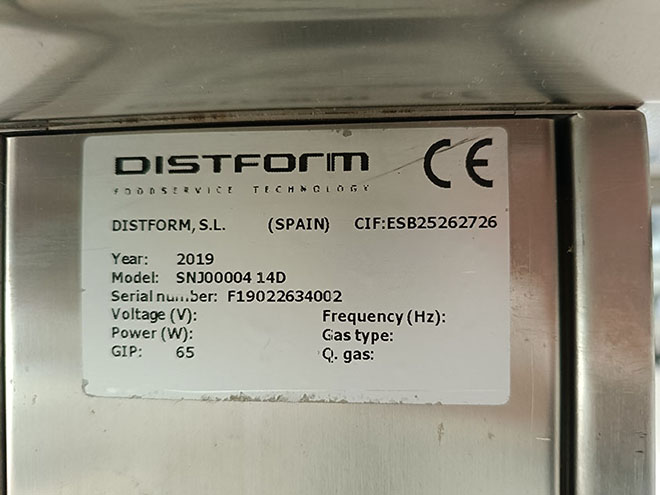 DISTFORM
FOODSERVICE TECHNOLOGY
CE
DISTFORM, S.L. (SPAIN) CIF:ESB25262726
Year: 2019
Model: SNJ00004 14D
Serial number: F19022634002
Voltage (V): Frequency (Hz):
Power (W): Gas type:
GIP: 65 Q. gas: